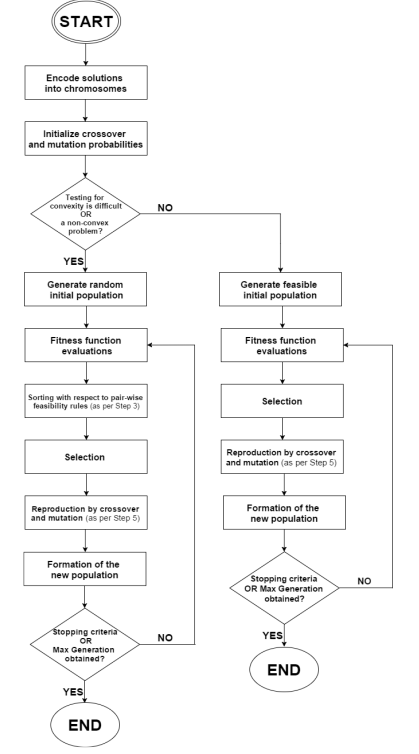 START
Encode solutions
into chromosomes
Initialize crossover
and mutation probabilities
Testing for
convexity is difficult
OR
a non-convex
problem?
NO
YES
Generate random
initial population
Fitness function
evaluations
Sorting with respect to pair-wise
feasibility rules (as per Step 3)
Selection
Reproduction by crossover
and mutation (as per Step 5)
Formation of the
new population
Stopping criteria
OR
Max Generation
obtained?
NO
YES
END
Generate feasible
initial population
Fitness function
evaluations
Selection
Reproduction by crossover
and mutation (as per Step 5)
Formation of the
new population
Stopping criteria
OR Max Generation
obtained?
NO
YES
END